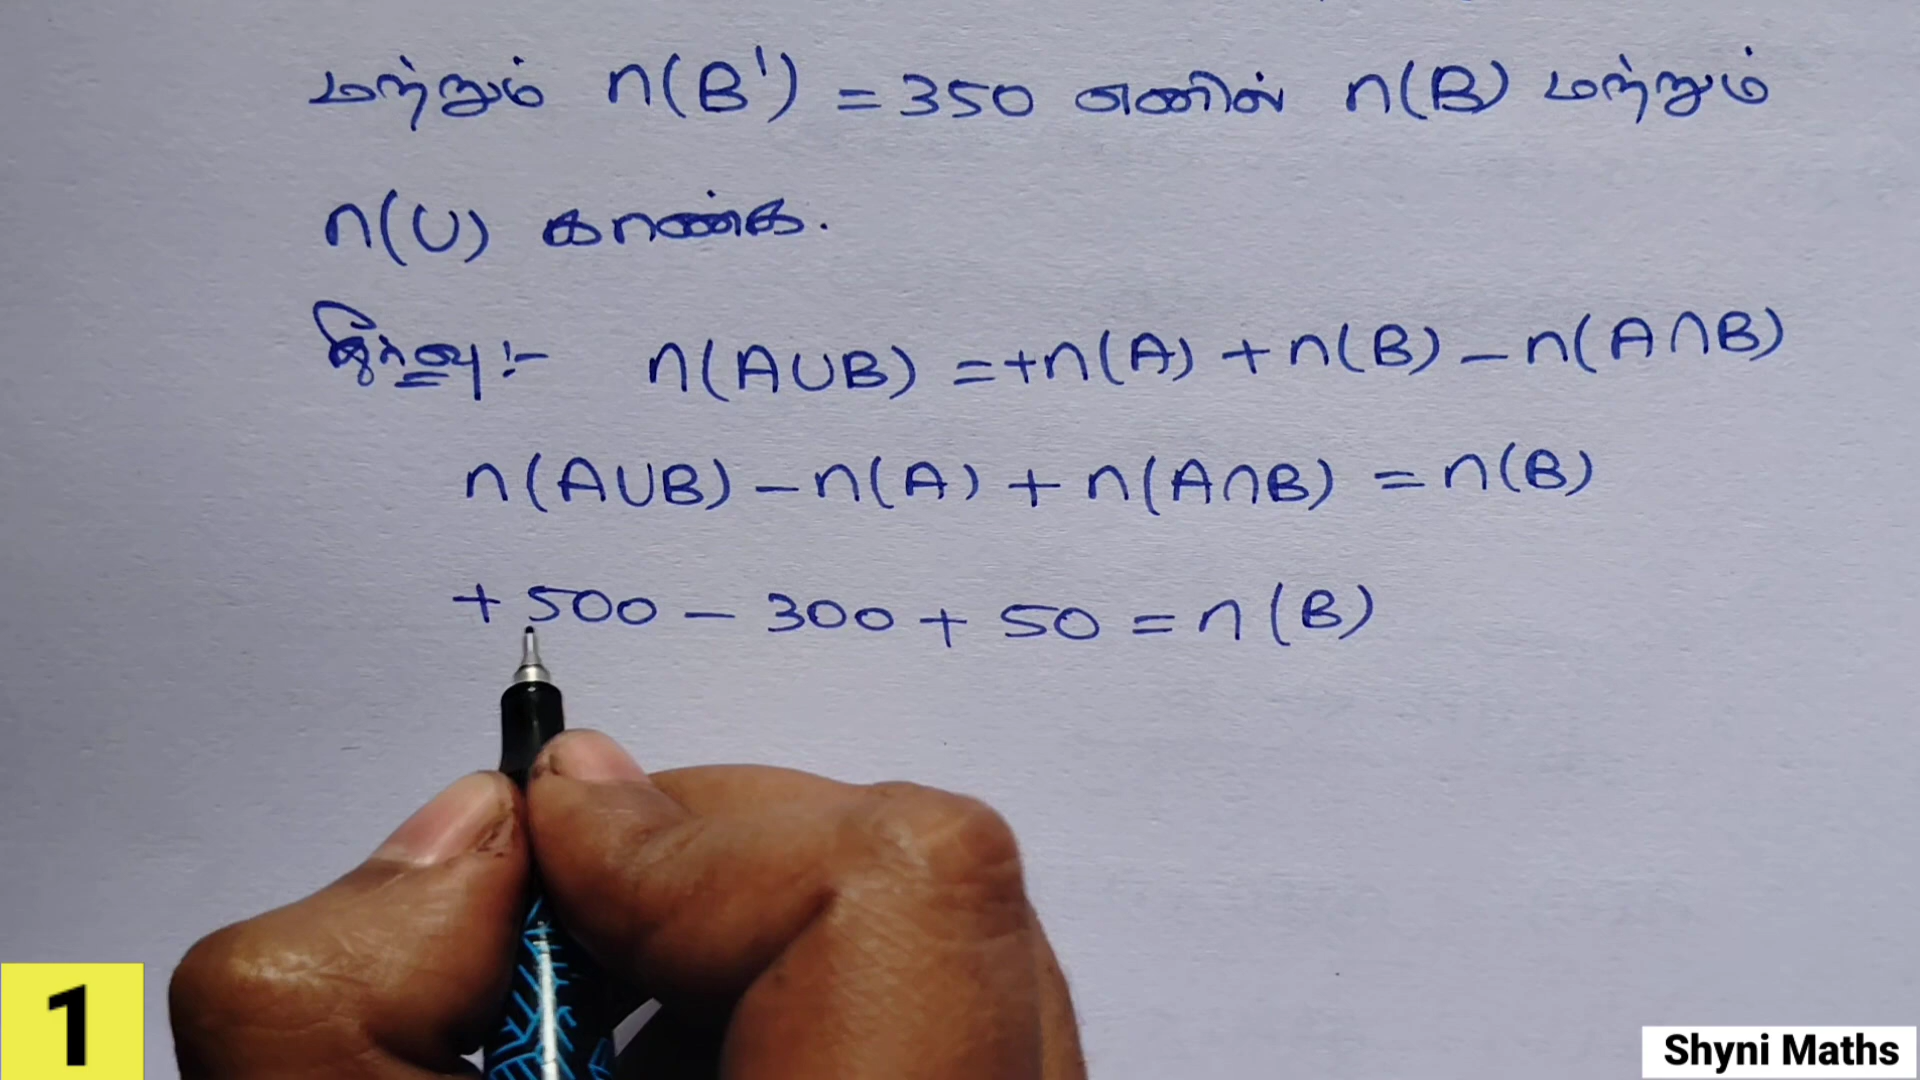 மற்றும் n(B') = 350 எனில் n(B) மற்றும்
n(U) காண்க.
தீர்வு :- n(A∪B) = +n(A) + n(B) – n(A∩B)
n(A∪B) – n(A) + n(A∩B) = n(B)
+ 500 – 300 + 50 = n(B)
1
Shyni Maths